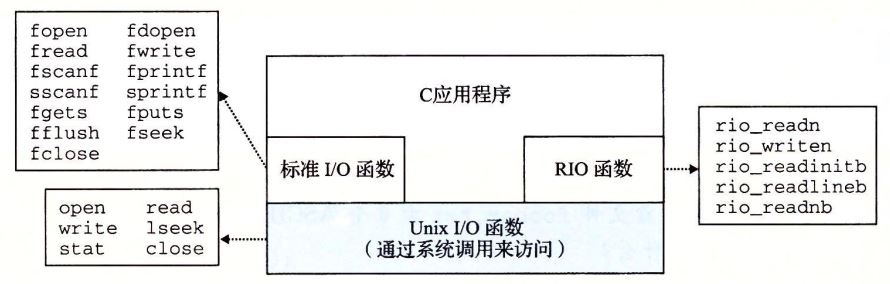 fopen fdopen
fread fwrite
fscanf fprintf
sscanf sprintf
fgets fputs
fflush fseek
fclose
C应用程序
标准 I/O 函数
RIO 函数
rio_readn
rio_writen
rio_readinitb
rio_readlineb
rio_readnb
open read
write lseek
stat close
Unix I/O 函数
（通过系统调用来访问）